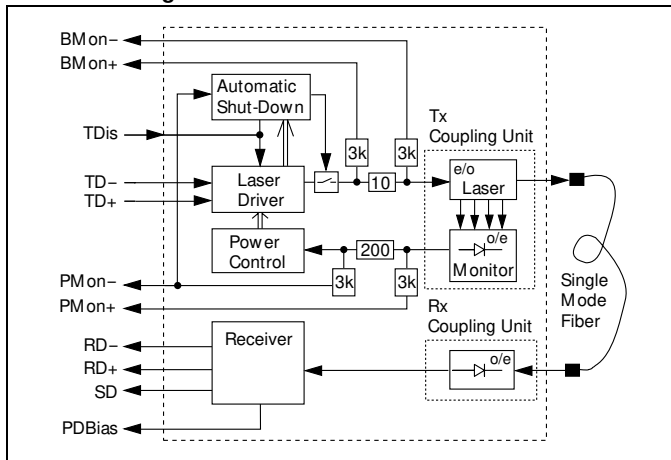 BMon−
BMon+
Automatic
Shut-Down
Tx
Coupling Unit
TDis
3k
3k
e/o
Laser
TD−
TD+
Laser
Driver
10
o/e
Monitor
Power
Control
200
3k
3k
PMon−
PMon+
Single
Mode
Fiber
Rx
Coupling Unit
Receiver
o/e
RD−
RD+
SD
PDBias